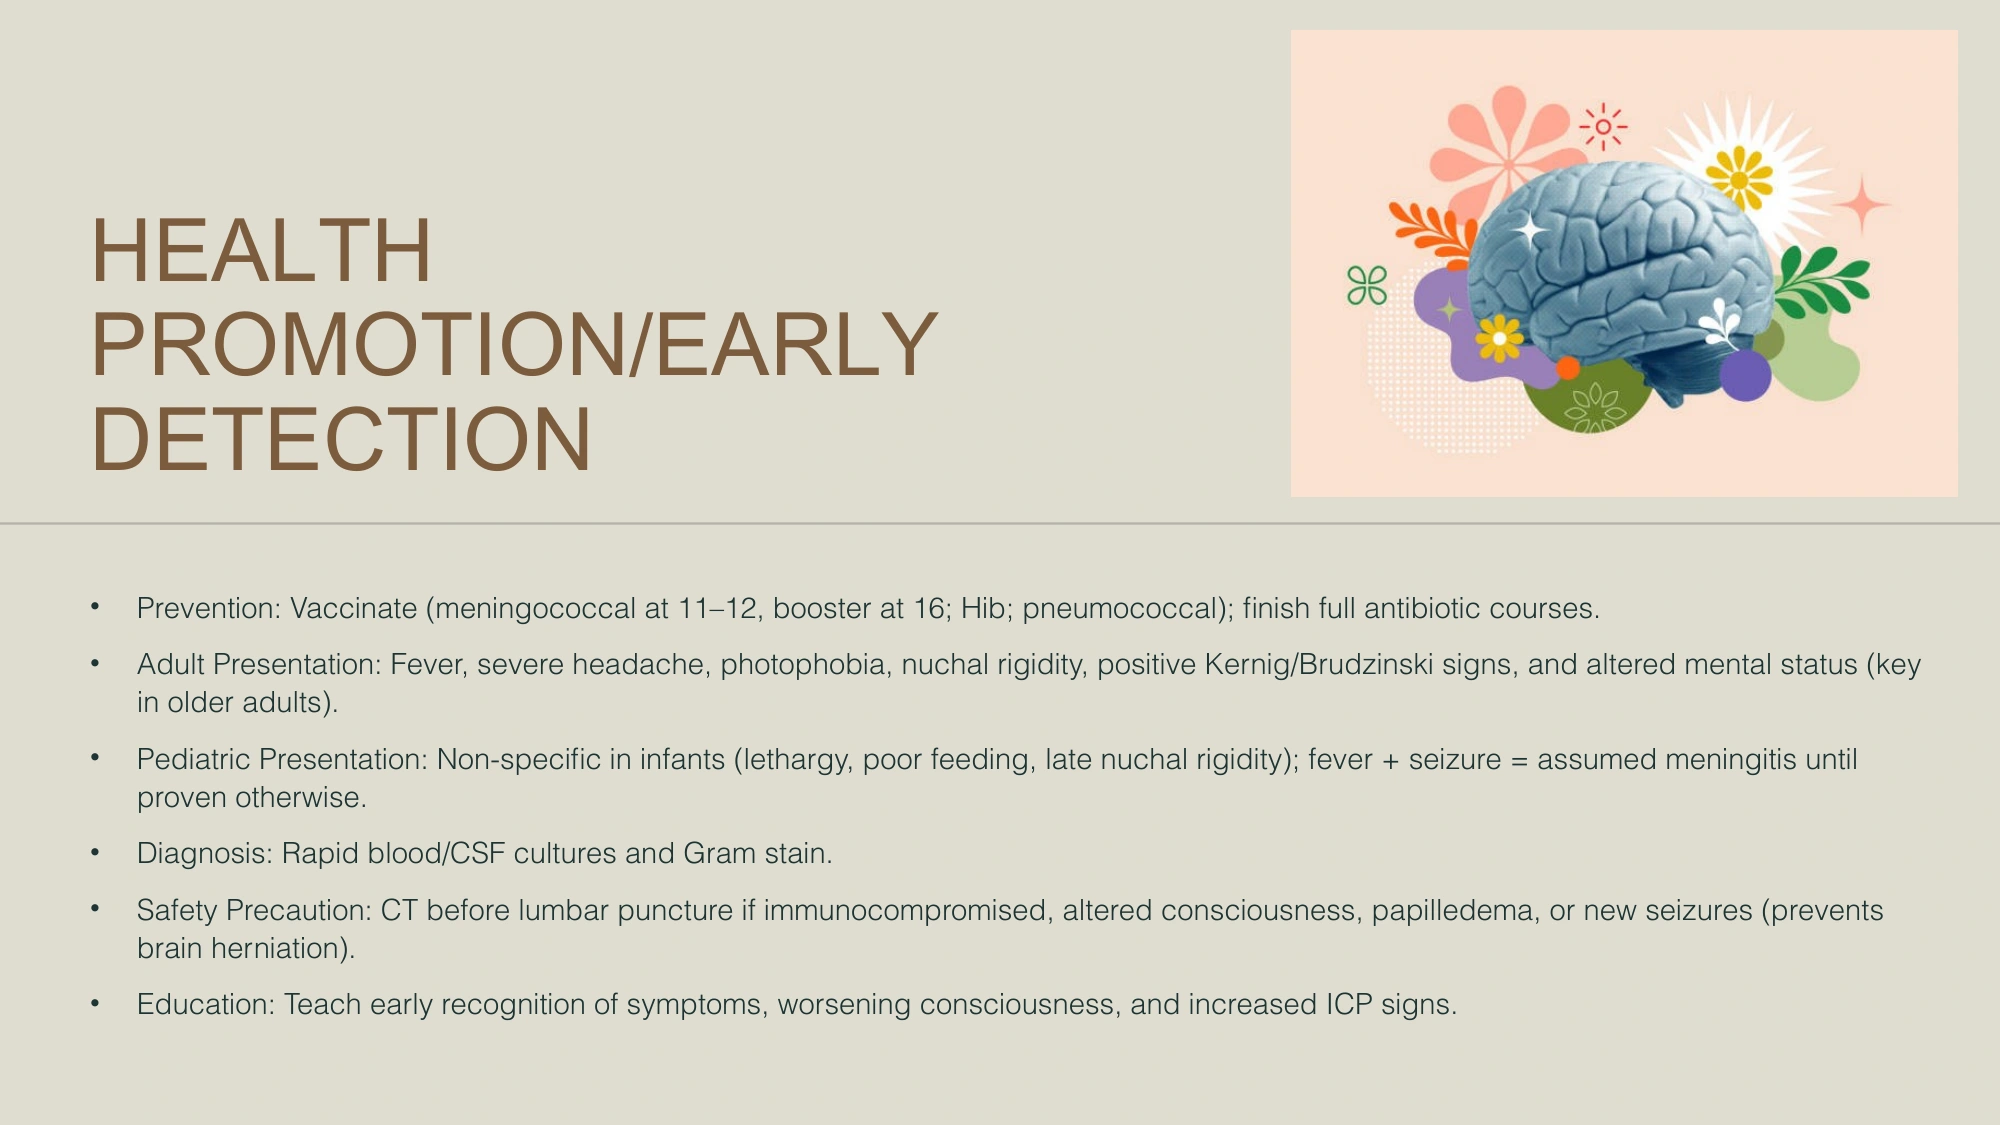 HEALTH
PROMOTION/EARLY
DETECTION
• Prevention: Vaccinate (meningococcal at 11–12, booster at 16; Hib; pneumococcal); finish full antibiotic courses.
• Adult Presentation: Fever, severe headache, photophobia, nuchal rigidity, positive Kernig/Brudzinski signs, and altered mental status (key
in older adults).
• Pediatric Presentation: Non-specific in infants (lethargy, poor feeding, late nuchal rigidity); fever + seizure = assumed meningitis until
proven otherwise.
• Diagnosis: Rapid blood/CSF cultures and Gram stain.
• Safety Precaution: CT before lumbar puncture if immunocompromised, altered consciousness, papilledema, or new seizures (prevents
brain herniation).
• Education: Teach early recognition of symptoms, worsening consciousness, and increased ICP signs.